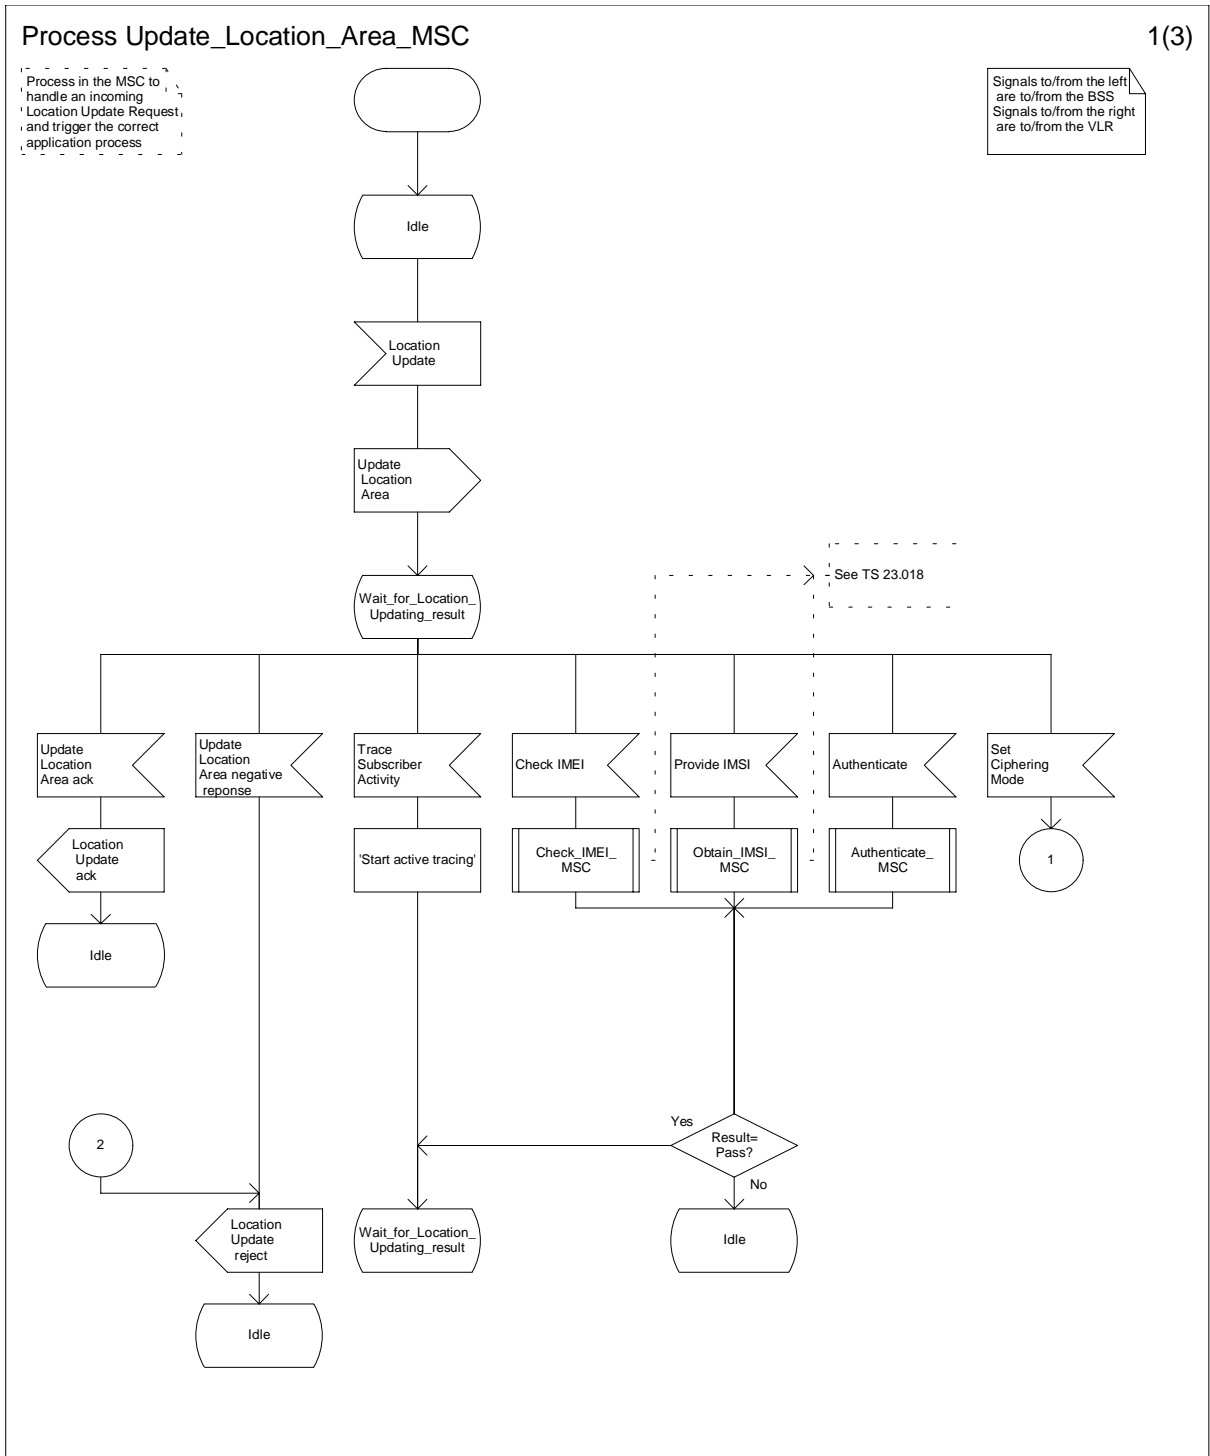 Process Update_Location_Area_MSC
1(3)
Process in the MSC to
handle an incoming
Location Update Request
and trigger the correct
application process
Signals to/from the left
are to/from the BSS
Signals to/from the right
are to/from the VLR
Idle
Location
Update
Update
Location
Area
See TS 23.018
Wait_for_Location_
Updating_result
Update
Location
Area ack
Update
Location
Area negative
reponse
Trace
Subscriber
Activity
Check IMEI
Provide IMSI
Authenticate
Set
Ciphering
Mode
Location
Update
ack
'Start active tracing'
Check_IMEI_
MSC
Obtain_IMSI_
MSC
Authenticate_
MSC
1
Idle
2
Yes
Result=
Pass?
No
Location
Update
reject
Wait_for_Location_
Updating_result
Idle
Idle